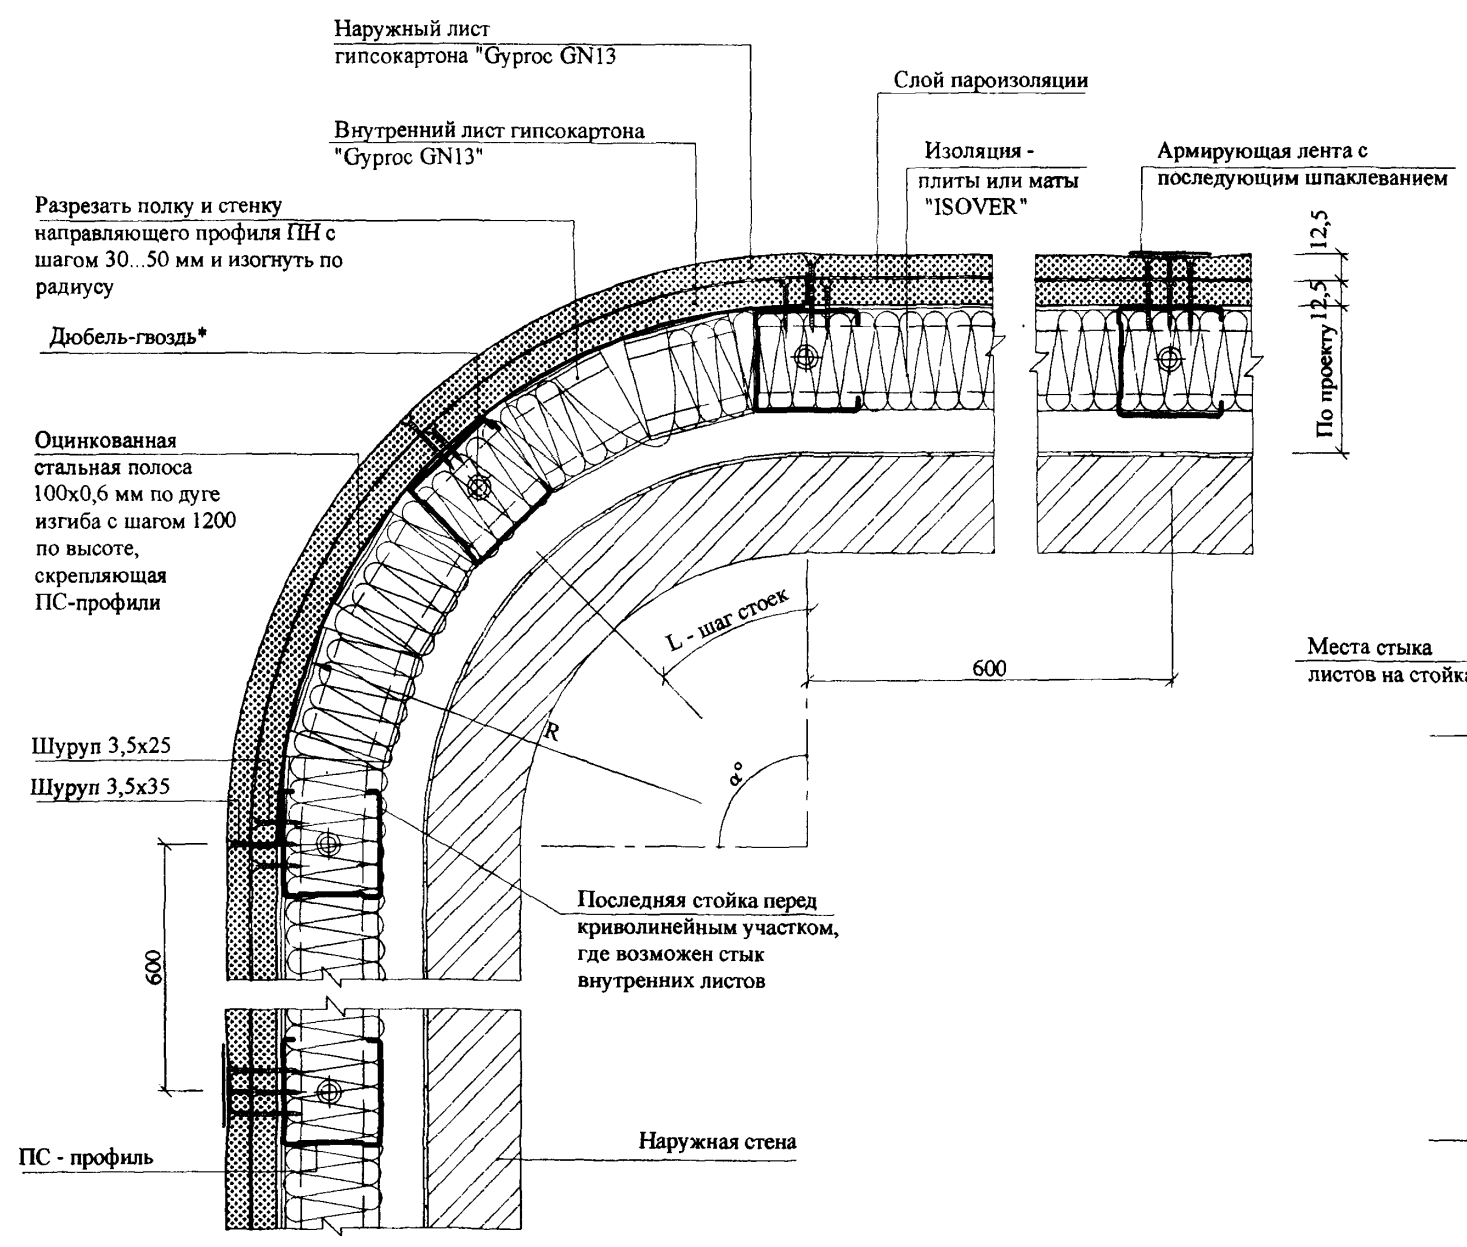 Наружный лист
гипсокартона "Gyproc GN13
Слой пароизоляции
Внутренний лист гипсокартона
"Gyproc GN13"
Изоляция -
плиты или маты
"ISOVER"
Армирующая лента с
последующим шпаклеванием
Разрезать полку и стенку
направляющего профиля ПН с
шагом 30...50 мм и изогнуть по
радиусу
12,5
12,5
По проекту
Дюбель-гвоздь*
Оцинкованная
стальная полоса
100х0,6 мм по дуге
изгиба с шагом 1200
по высоте,
скрепляющая
ПС-профили
L - шаг стоек
600
Места стыка
листов на стойка
R
α°
Шуруп 3,5х25
Шуруп 3,5х35
Последняя стойка перед
криволинейным участком,
где возможен стык
внутренних листов
600
Наружная стена
ПС - профиль